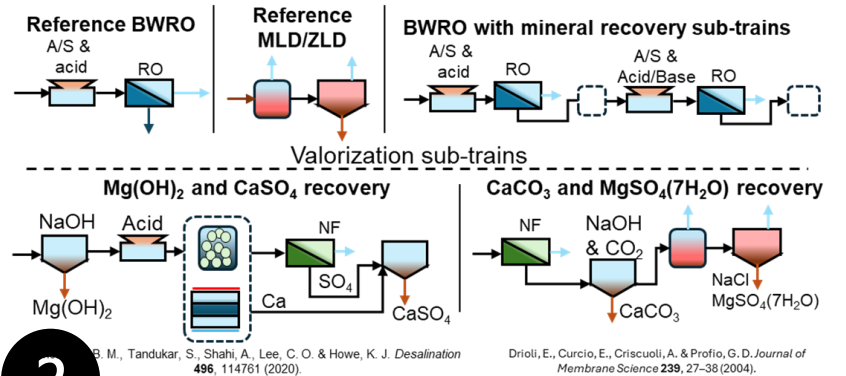 Reference BWRO
A/S &
acid
RO
Reference
MLD/ZLD
BWRO with mineral recovery sub-trains
A/S &
acid
RO
A/S &
Acid/Base
RO
Valorization sub-trains
Mg(OH)₂ and CaSO₄ recovery
NaOH
Acid
NF
SO₄
Ca
Mg(OH)₂
CaSO₄
CaCO₃ and MgSO₄(7H₂O) recovery
NF
NaOH
& CO₂
NaCl
MgSO₄(7H₂O)
CaCO₃
B. M., Tandukar, S., Shahi, A., Lee, C. O. & Howe, K. J. Desalination
496, 114761 (2020).
Drioli, E., Curcio, E., Criscuoli, A. & Profio, G. D. Journal of
Membrane Science 239, 27–38 (2004).